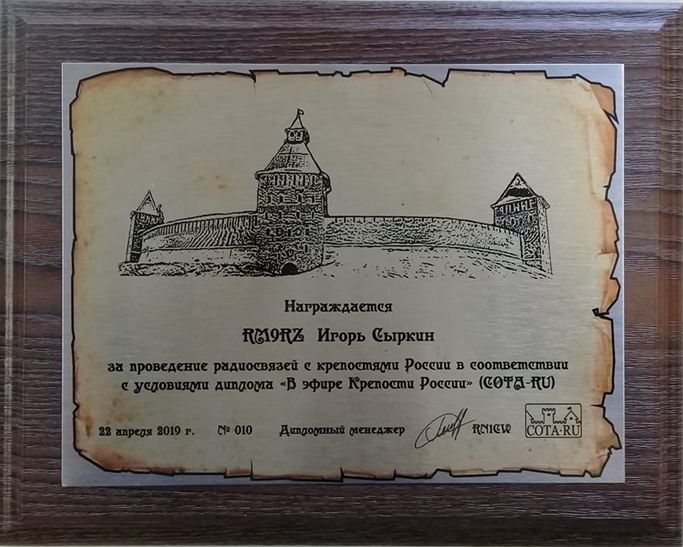 Награждается
RM9RZ Игорь Сыркин
за проведение радиосвязей с крепостями России в соответствии
с условиями диплома «В эфире Крепости России» (COTA-RU)
22 апреля 2019 г. № 010 Дипломный менеджер RN1CW
COTA·RU